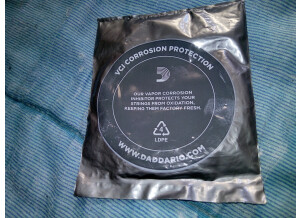 VCI CORROSION PROTECTION
OUR VAPOR CORROSION
INHIBITOR PROTECTS YOUR
STRINGS FROM OXIDATION,
KEEPING THEM FACTORY-FRESH.
4
LDPE
WWW.DADDARIO.COM